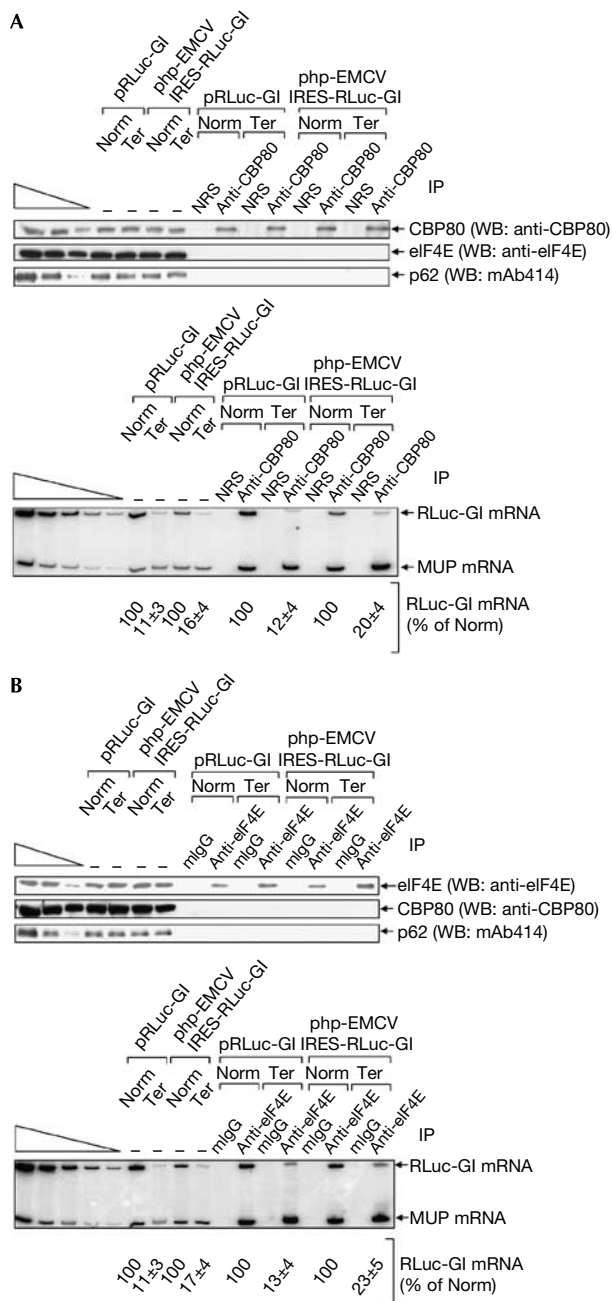 A
pRLuc-GI
php-EMCV
IRES-RLuc-GI
Norm
Ter
Norm
Ter
pRLuc-GI
php-EMCV
IRES-RLuc-GI
Norm
Ter
Norm
Ter
– – – –
NRS
Anti-CBP80
NRS
Anti-CBP80
NRS
Anti-CBP80
NRS
Anti-CBP80
IP
CBP80 (WB: anti-CBP80)
eIF4E (WB: anti-eIF4E)
p62 (WB: mAb414)
pRLuc-GI
php-EMCV
IRES-RLuc-GI
Norm
Ter
Norm
Ter
pRLuc-GI
php-EMCV
IRES-RLuc-GI
Norm
Ter
Norm
Ter
– – – –
NRS
Anti-CBP80
NRS
Anti-CBP80
NRS
Anti-CBP80
NRS
Anti-CBP80
IP
RLuc-GI mRNA
MUP mRNA
100
11±3
100
16±4
100
12±4
100
20±4
RLuc-GI mRNA
(% of Norm)
B
pRLuc-GI
php-EMCV
IRES-RLuc-GI
Norm
Ter
Norm
Ter
pRLuc-GI
php-EMCV
IRES-RLuc-GI
Norm
Ter
Norm
Ter
– – – –
mIgG
Anti-eIF4E
mIgG
Anti-eIF4E
mIgG
Anti-eIF4E
mIgG
Anti-eIF4E
IP
eIF4E (WB: anti-eIF4E)
CBP80 (WB: anti-CBP80)
p62 (WB: mAb414)
pRLuc-GI
php-EMCV
IRES-RLuc-GI
Norm
Ter
Norm
Ter
pRLuc-GI
php-EMCV
IRES-RLuc-GI
Norm
Ter
Norm
Ter
– – – –
mIgG
Anti-eIF4E
mIgG
Anti-eIF4E
mIgG
Anti-eIF4E
mIgG
Anti-eIF4E
IP
RLuc-GI mRNA
MUP mRNA
100
11±3
100
17±4
100
13±4
100
23±5
RLuc-GI mRNA
(% of Norm)